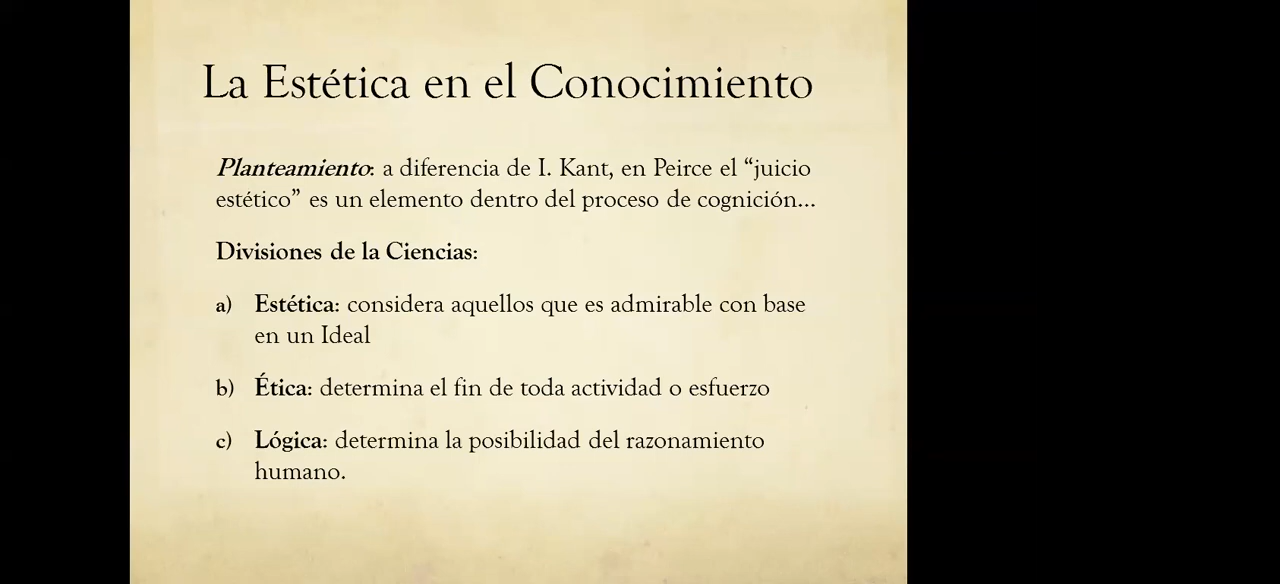 La Estética en el Conocimiento
Planteamiento: a diferencia de I. Kant, en Peirce el “juicio
estético” es un elemento dentro del proceso de cognición...
Divisiones de la Ciencias:
a) Estética: considera aquellos que es admirable con base
en un Ideal
b) Ética: determina el fin de toda actividad o esfuerzo
c) Lógica: determina la posibilidad del razonamiento
humano.